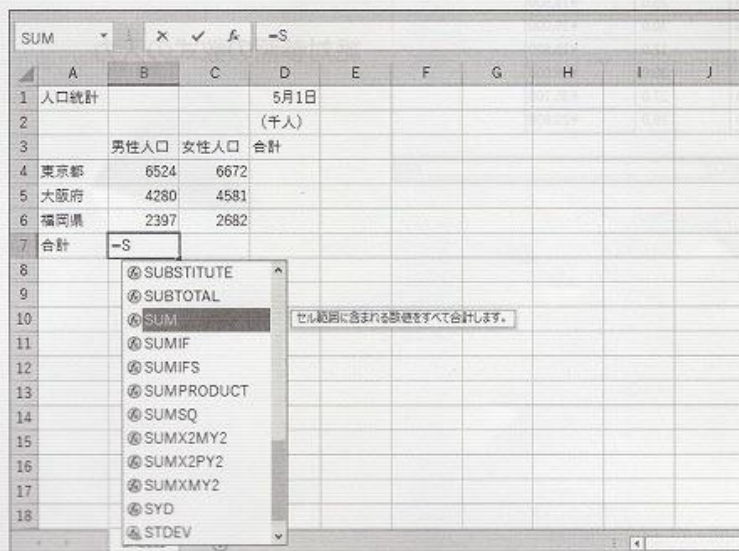 SUM =S
A B C D E F G H I J
1 人口統計 5月1日
2 (千人)
3 男性人口 女性人口 合計
4 東京都 6524 6672
5 大阪府 4280 4581
6 福岡県 2397 2682
7 合計 =S
8 SUBSTITUTE
9 SUBTOTAL
10 SUM セル範囲に含まれる数値をすべて合計します。
11 SUMIF
12 SUMIFS
13 SUMPRODUCT
14 SUMSQ
15 SUMX2MY2
16 SUMX2PY2
17 SUMXMY2
18 SYD
STDEV